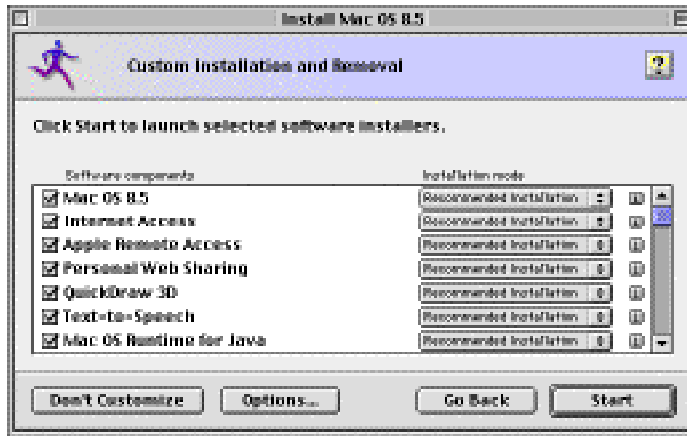 Install Mac OS 8.5
Custom Installation and Removal
?
Click Start to launch selected software installers.
Software components Installation mode
Mac OS 8.5 Recommended Installation
Internet Access Recommended Installation
Apple Remote Access Recommended Installation
Personal Web Sharing Recommended Installation
QuickDraw 3D Recommended Installation
Text-to-Speech Recommended Installation
Mac OS Runtime for Java Recommended Installation
Don't Customize Options... Go Back Start